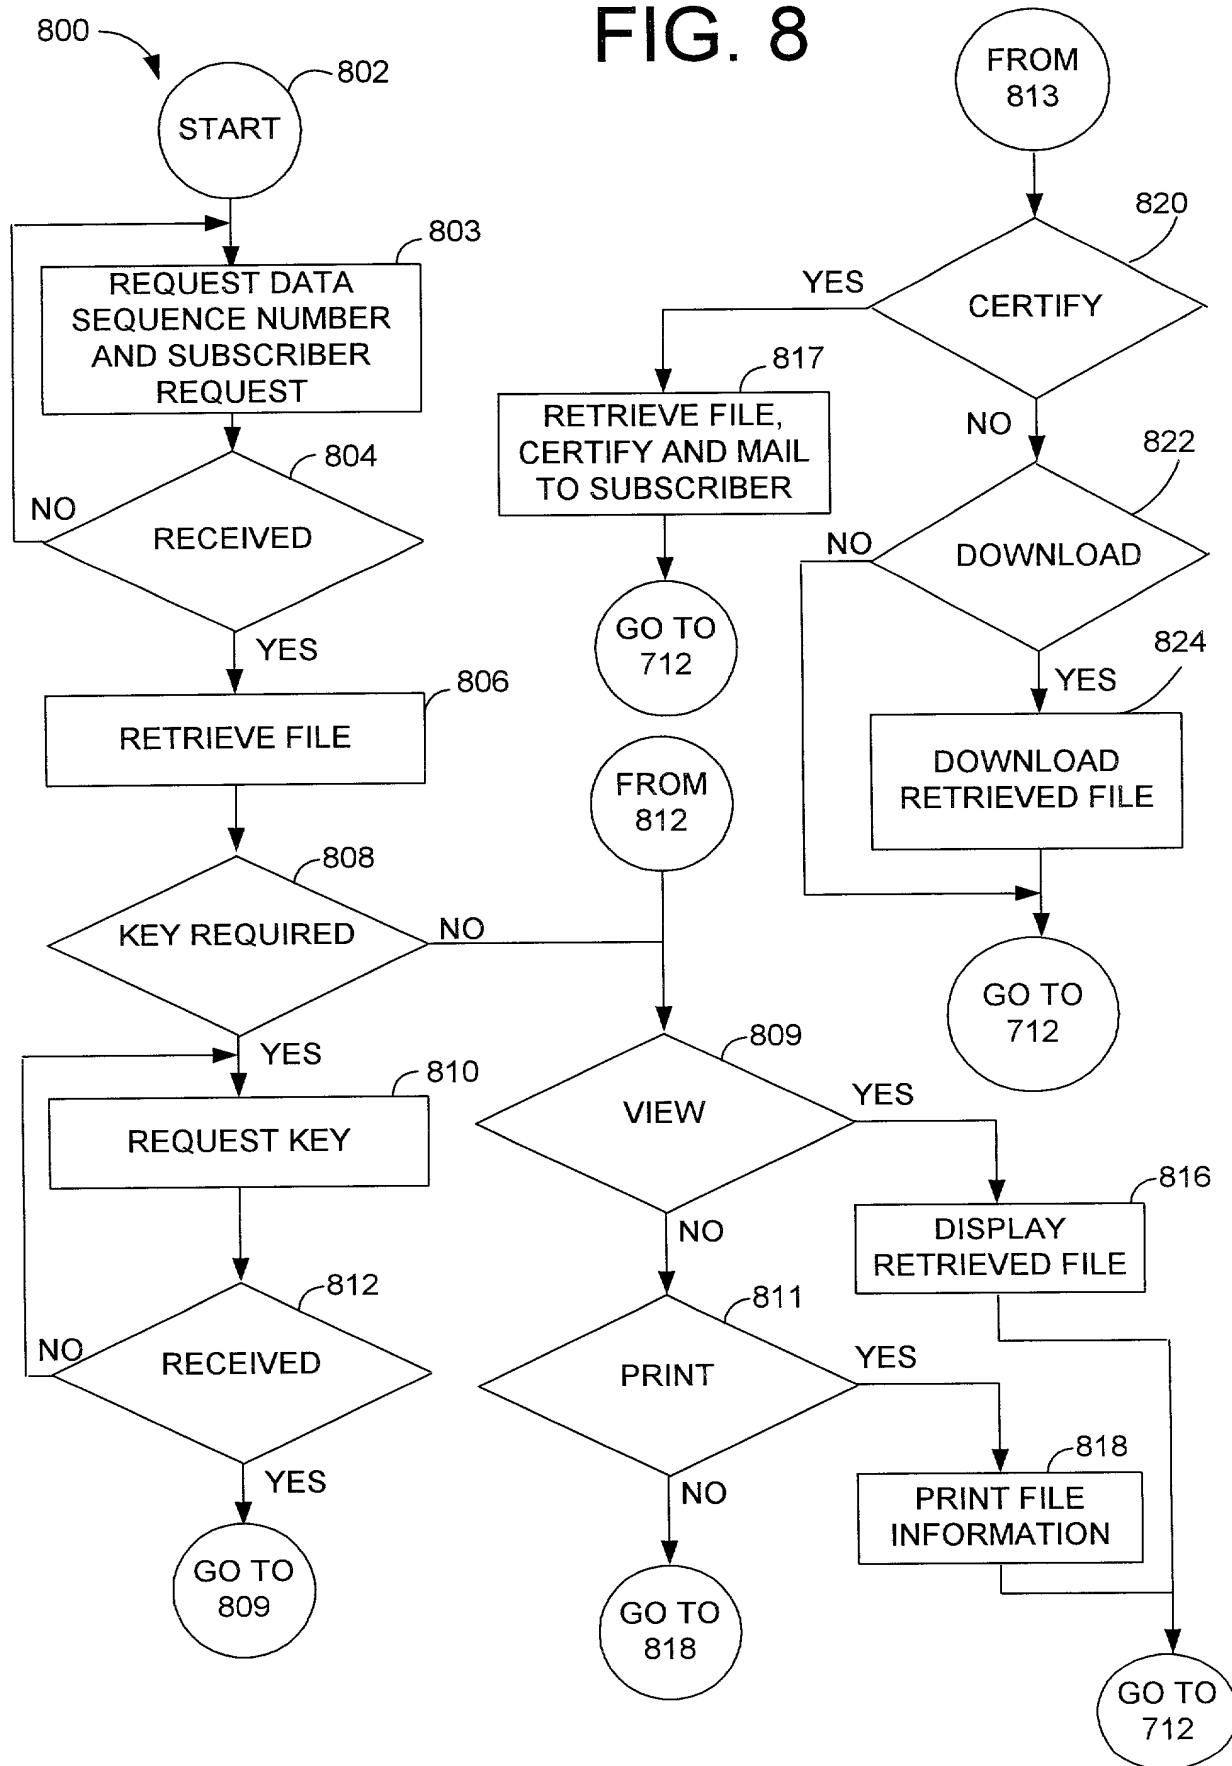 FIG. 8
800
802
START
803
REQUEST DATA
SEQUENCE NUMBER
AND SUBSCRIBER
REQUEST
804
NO
RECEIVED
YES
806
RETRIEVE FILE
808
KEY REQUIRED
NO
YES
810
REQUEST KEY
812
NO
RECEIVED
YES
GO TO
809
FROM
813
820
YES
CERTIFY
817
RETRIEVE FILE,
CERTIFY AND MAIL
TO SUBSCRIBER
GO TO
712
NO
822
NO
DOWNLOAD
YES
824
DOWNLOAD
RETRIEVED FILE
GO TO
712
FROM
812
809
VIEW
YES
816
DISPLAY
RETRIEVED FILE
NO
811
PRINT
YES
818
PRINT FILE
INFORMATION
NO
GO TO
818
GO TO
712